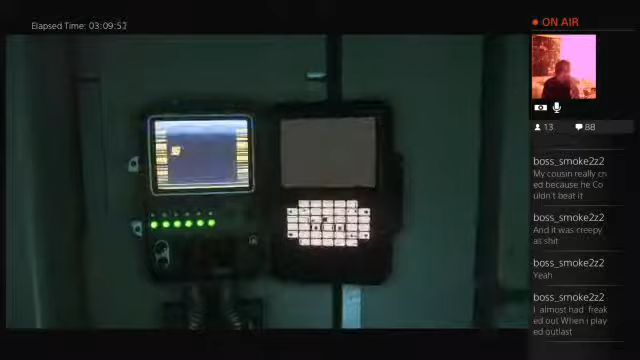 Elapsed Time: 03:09:53
ON AIR
13
88
boss_smoke2z2
My cousin really cri
ed because he Co
uldn't beat it
boss_smoke2z2
And it was creepy
as shit
boss_smoke2z2
Yeah
boss_smoke2z2
I almost had freak
ed out When i play
ed outlast